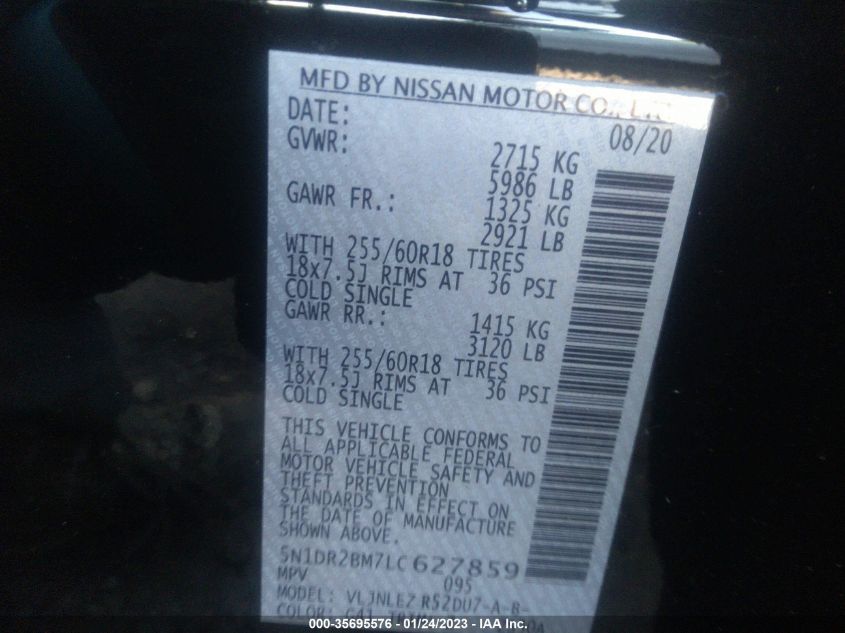 MFD BY NISSAN MOTOR CO., LTD.
DATE: 08/20
GVWR: 2715 KG
5986 LB
GAWR FR.: 1325 KG
2921 LB
WITH 255/60R18 TIRES
18x7.5J RIMS AT 36 PSI
COLD SINGLE
GAWR RR.: 1415 KG
3120 LB
WITH 255/60R18 TIRES
18x7.5J RIMS AT 36 PSI
COLD SINGLE
THIS VEHICLE CONFORMS TO
ALL APPLICABLE FEDERAL
MOTOR VEHICLE SAFETY AND
THEFT PREVENTION
STANDARDS IN EFFECT ON
THE DATE OF MANUFACTURE
SHOWN ABOVE.
5N1DR2BM7LC627859
MPV 095
MODEL: VLJNLE7 R52DU7-A-B-
COLOR:
000-35695576 - 01/24/2023 - IAA Inc.